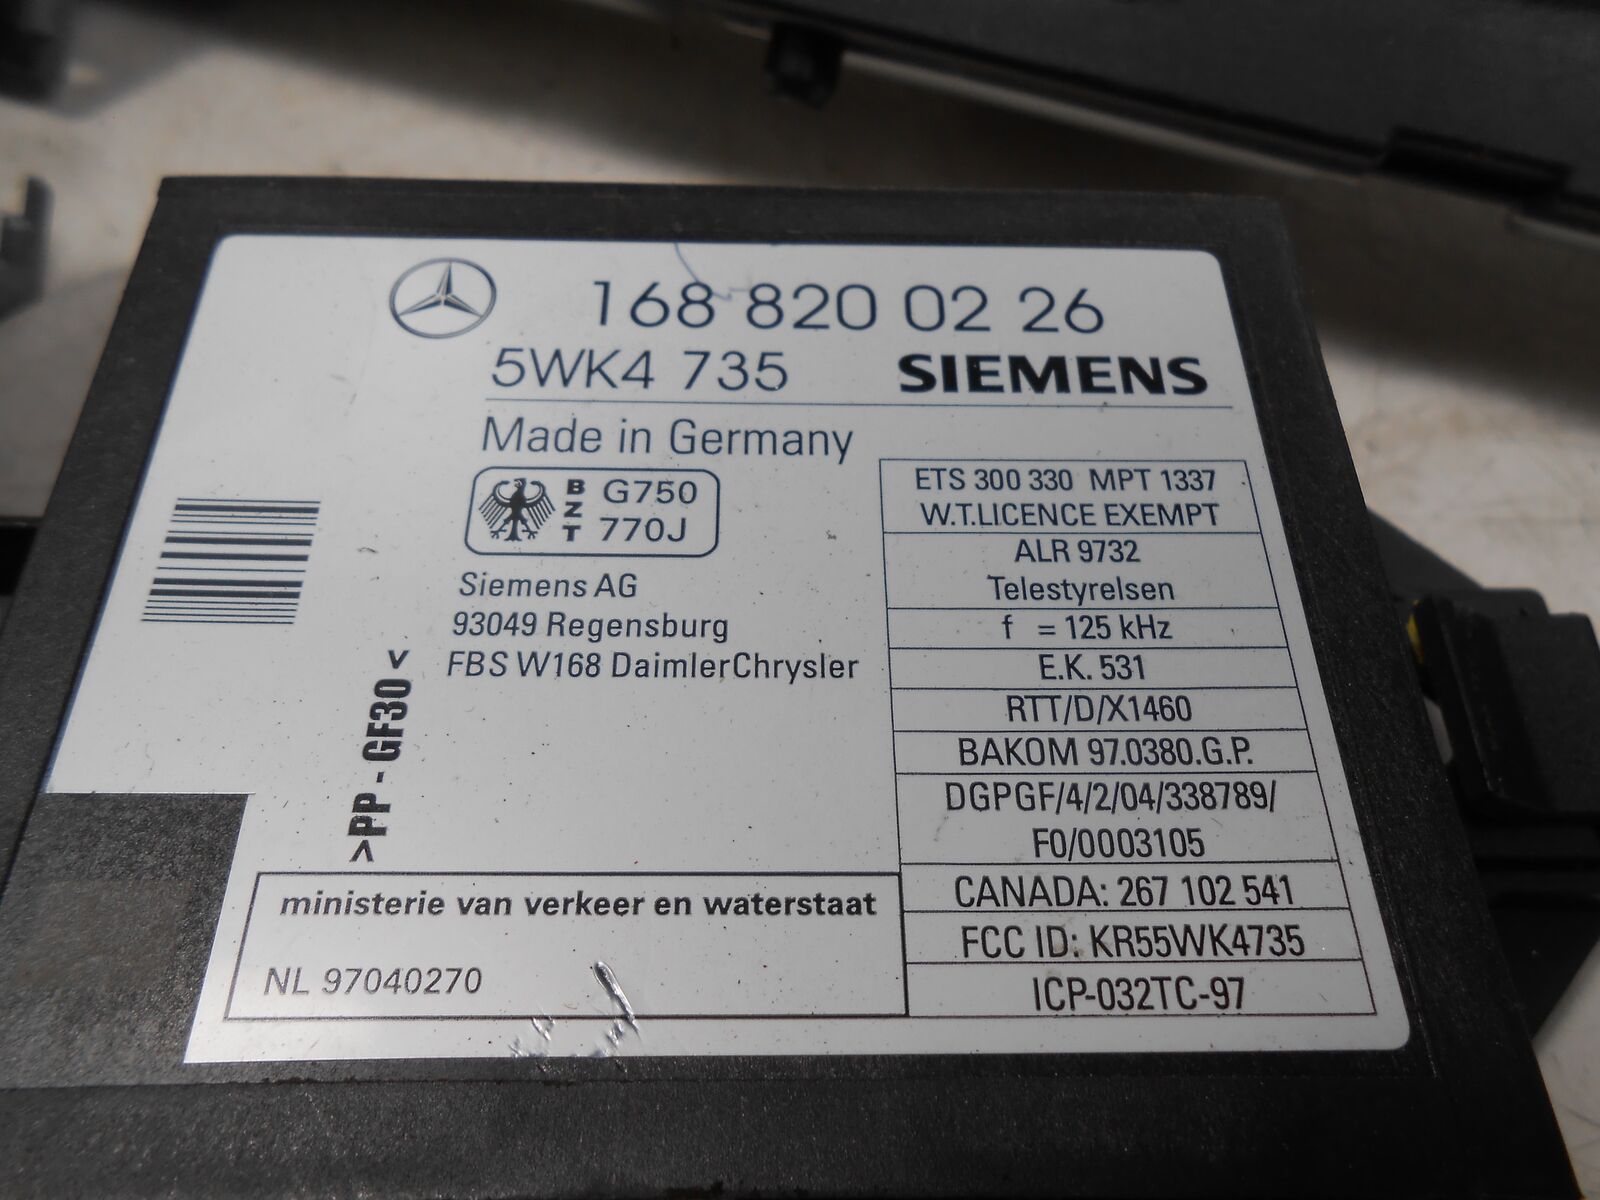 168 820 02 26
5WK4 735 SIEMENS
Made in Germany
BZT G750
770J
Siemens AG
93049 Regensburg
FBS W168 DaimlerChrysler
>PP - GF30 <
ministerie van verkeer en waterstaat
NL 97040270
ETS 300 330 MPT 1337
W.T.LICENCE EXEMPT
ALR 9732
Telestyrelsen
f = 125 kHz
E.K. 531
RTT/D/X1460
BAKOM 97.0380.G.P.
DGPGF/4/2/04/338789/
F0/0003105
CANADA: 267 102 541
FCC ID: KR55WK4735
ICP-032TC-97